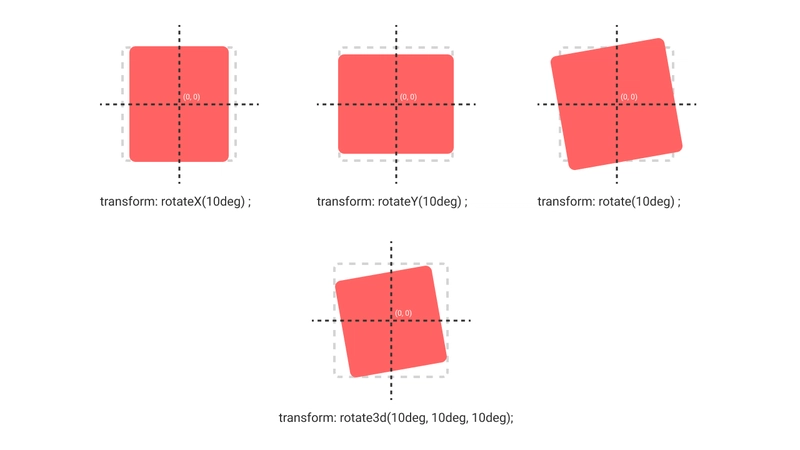 (0, 0)
(0, 0)
(0, 0)
transform: rotateX(10deg) ;
transform: rotateY(10deg) ;
transform: rotate(10deg) ;
(0, 0)
transform: rotate3d(10deg, 10deg, 10deg);